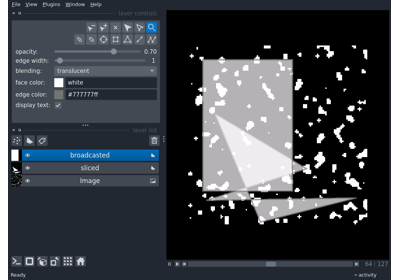 File View Plugins Window Help
layer controls
opacity: 0.70
edge width: 1
blending: translucent
face color: white
edge color: #777777ff
display text:
layer list
broadcasted
sliced
Image
64 127
Ready
activity